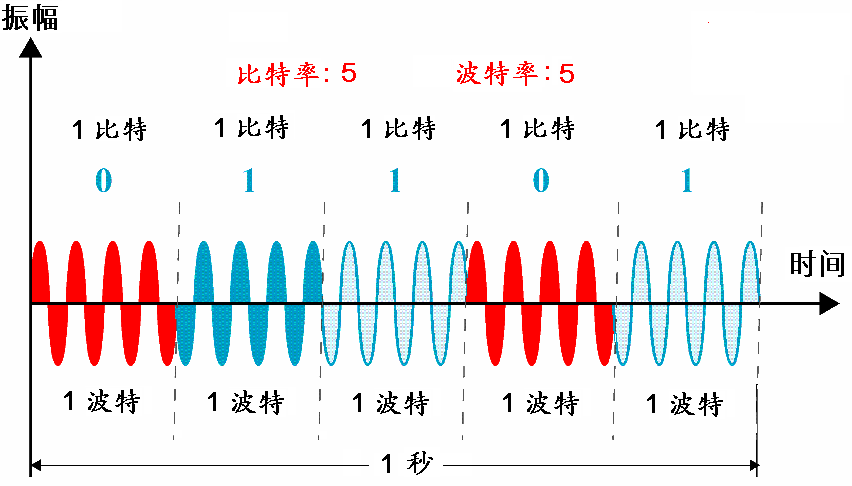 振幅
比特率: 5 波特率: 5
1 比特 1 比特 1 比特 1 比特 1 比特
0 1 1 0 1
时间
1 波特 1 波特 1 波特 1 波特 1 波特
1 秒